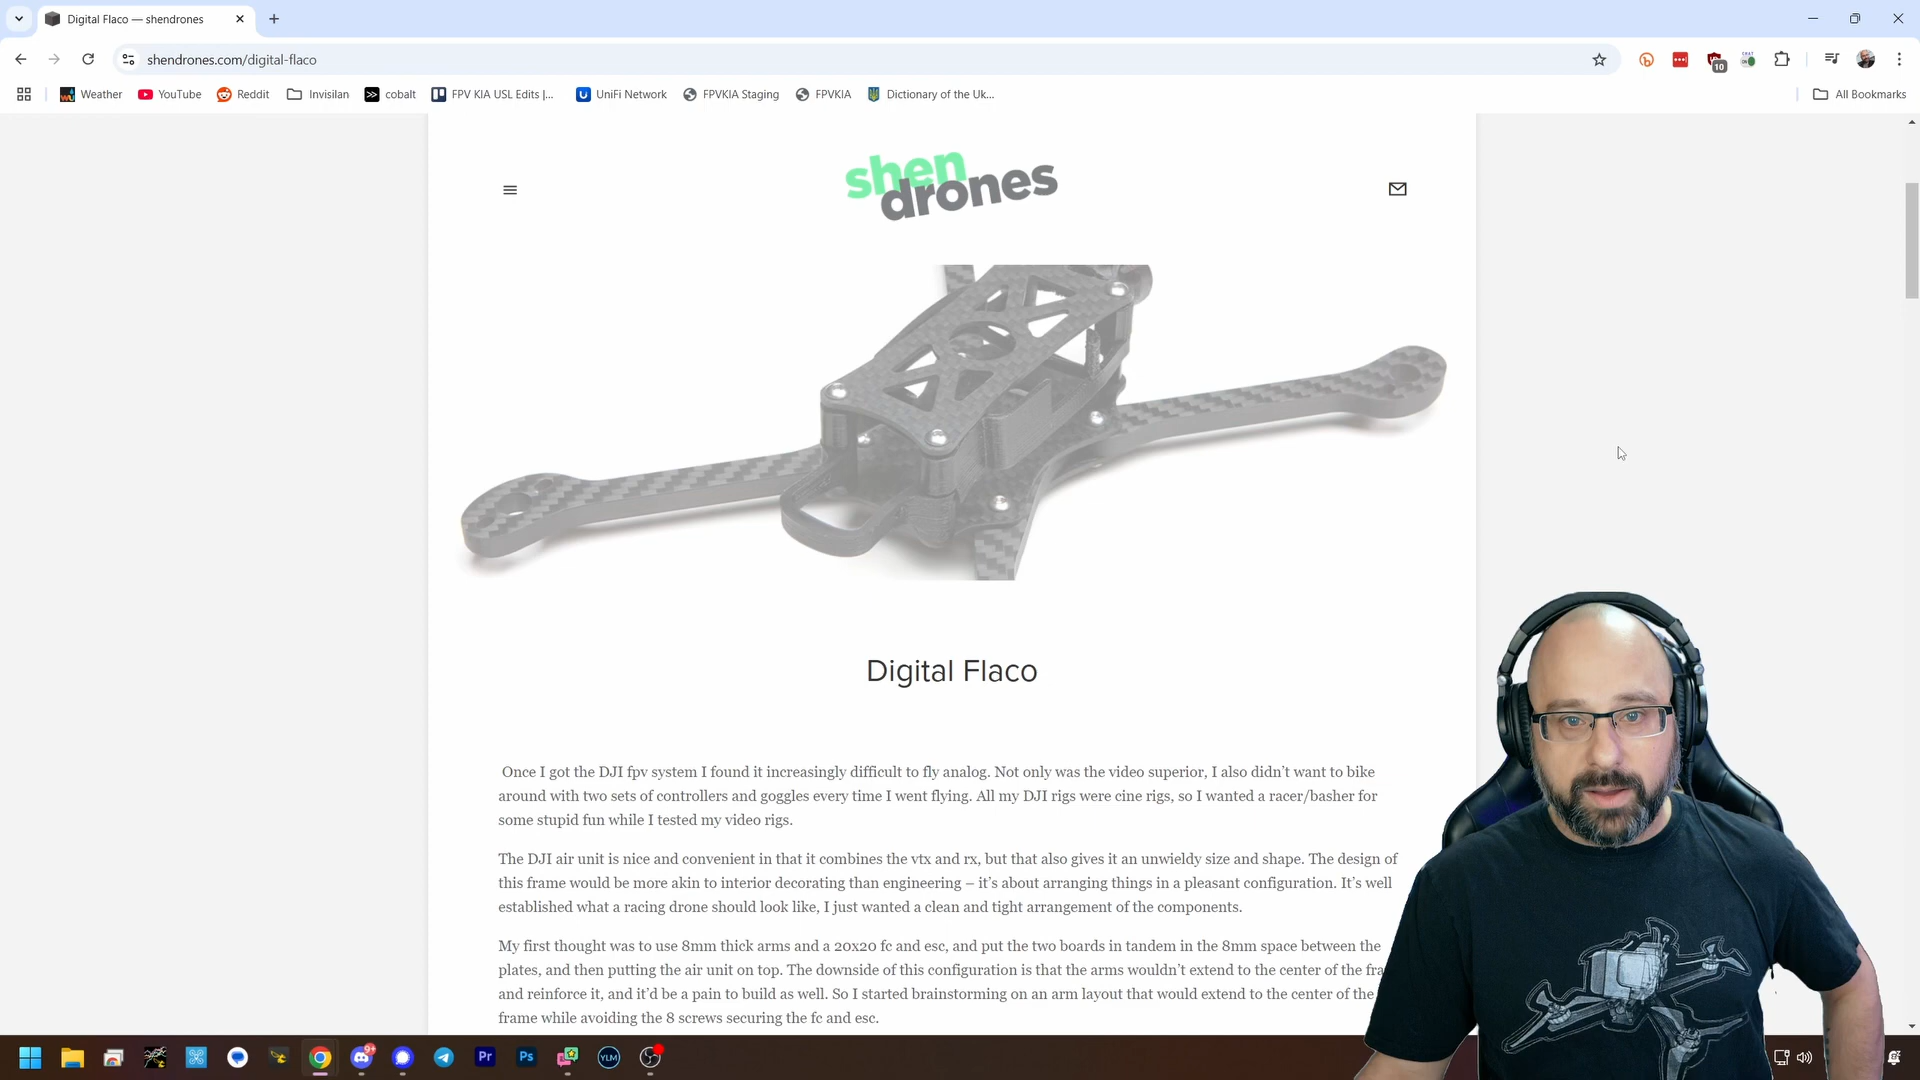 Digital Flaco — shendrones
shendrones.com/digital-flaco
10
Weather
YouTube
Reddit
Invisilan
cobalt
FPV KIA USL Edits |...
UniFi Network
FPVKIA Staging
FPVKIA
Dictionary of the Uk...
All Bookmarks
shen
drones
Digital Flaco
Once I got the DJI fpv system I found it increasingly difficult to fly analog. Not only was the video superior, I also didn't want to bike
around with two sets of controllers and goggles every time I went flying. All my DJI rigs were cine rigs, so I wanted a racer/basher for
some stupid fun while I tested my video rigs.
The DJI air unit is nice and convenient in that it combines the vtx and rx, but that also gives it an unwieldy size and shape. The design of
this frame would be more akin to interior decorating than engineering – it's about arranging things in a pleasant configuration. It's well
established what a racing drone should look like, I just wanted a clean and tight arrangement of the components.
My first thought was to use 8mm thick arms and a 20x20 fc and esc, and put the two boards in tandem in the 8mm space between the
plates, and then putting the air unit on top. The downside of this configuration is that the arms wouldn't extend to the center of the fra
and reinforce it, and it'd be a pain to build as well. So I started brainstorming on an arm layout that would extend to the center of the
frame while avoiding the 8 screws securing the fc and esc.
9+
Pr
Ps
YLM